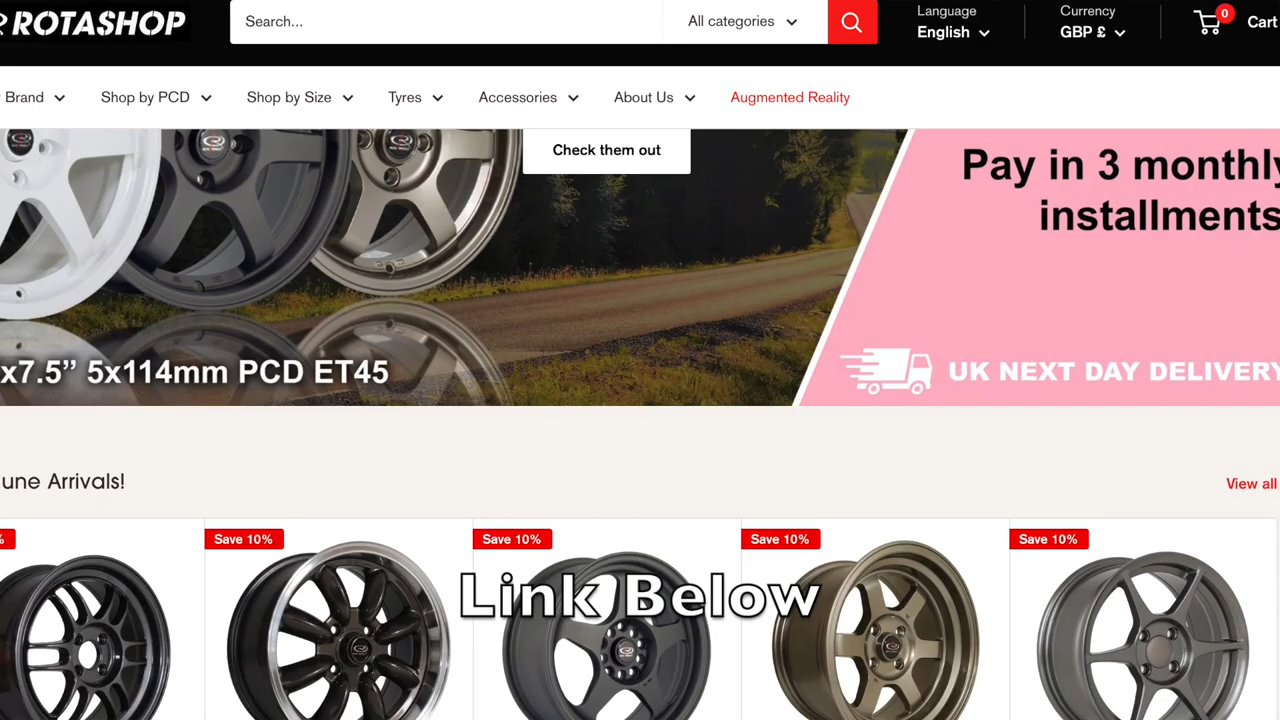 ROTASHOP
Search...
All categories
Language
English
Currency
GBP £
0
Cart
Brand
Shop by PCD
Shop by Size
Tyres
Accessories
About Us
Augmented Reality
Check them out
Pay in 3 monthly
installments
x7.5” 5x114mm PCD ET45
UK NEXT DAY DELIVERY
une Arrivals!
View all
%
Save 10%
Save 10%
Save 10%
Save 10%
Link Below